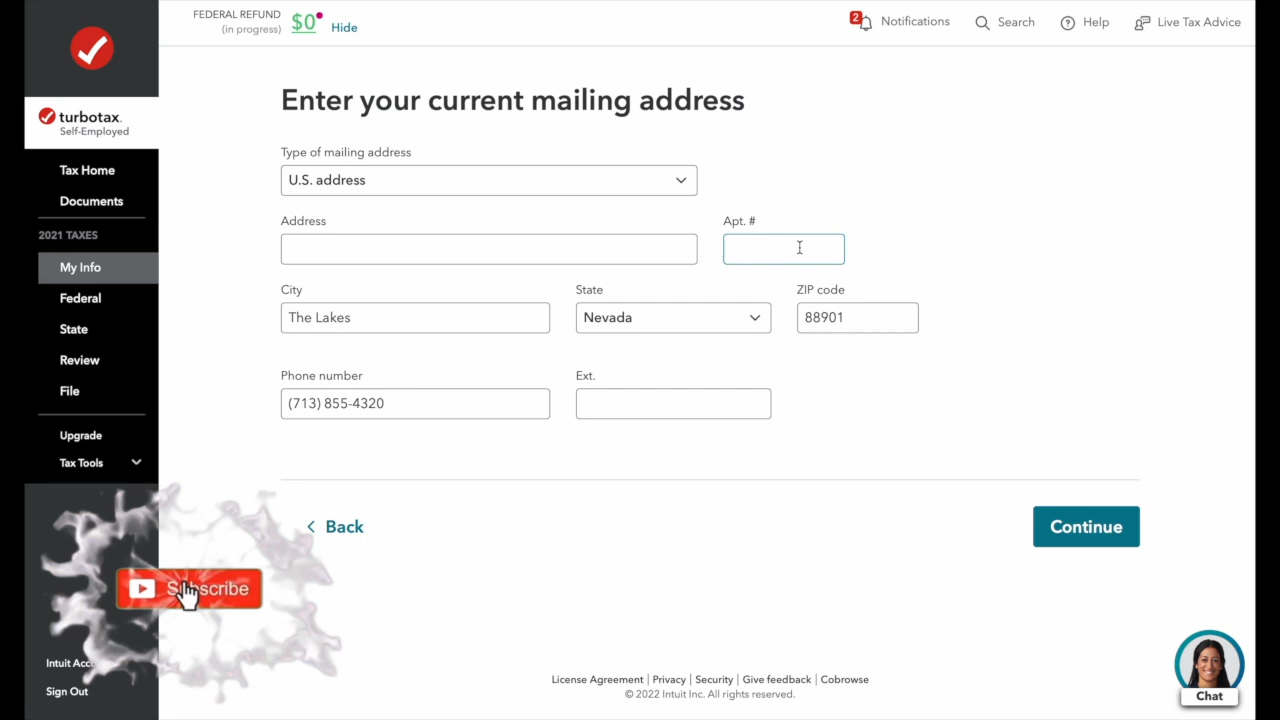 FEDERAL REFUND
(in progress)
$0
Hide
2
Notifications
Search
Help
Live Tax Advice
turbotax.
Self-Employed
Tax Home
Documents
2021 TAXES
My Info
Federal
State
Review
File
Upgrade
Tax Tools
Enter your current mailing address
Type of mailing address
U.S. address
Address
Apt. #
City
State
ZIP code
The Lakes
Nevada
88901
Phone number
Ext.
(713) 855-4320
Back
Continue
Subscribe
Intuit Acc
Sign Out
Chat
License Agreement | Privacy | Security | Give feedback | Cobrowse
© 2022 Intuit Inc. All rights reserved.